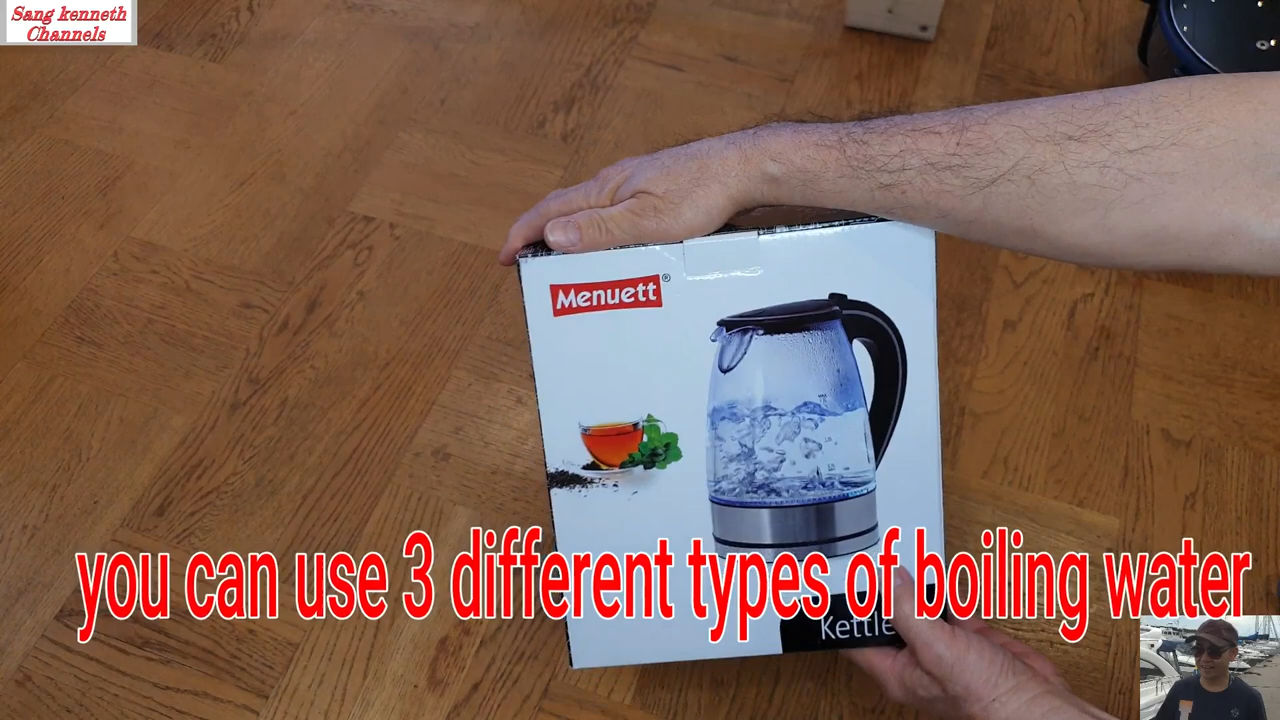 Sang kenneth
Channels
Menuett®
you can use 3 different types of boiling water
Kettle